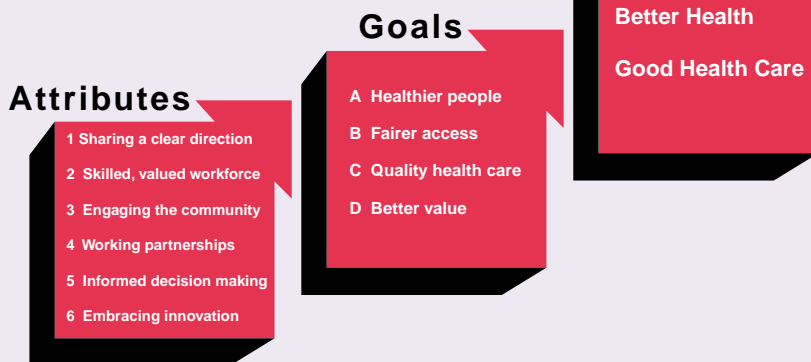 Attributes
1 Sharing a clear direction
2 Skilled, valued workforce
3 Engaging the community
4 Working partnerships
5 Informed decision making
6 Embracing innovation
Goals
A Healthier people
B Fairer access
C Quality health care
D Better value
Better Health
Good Health Care